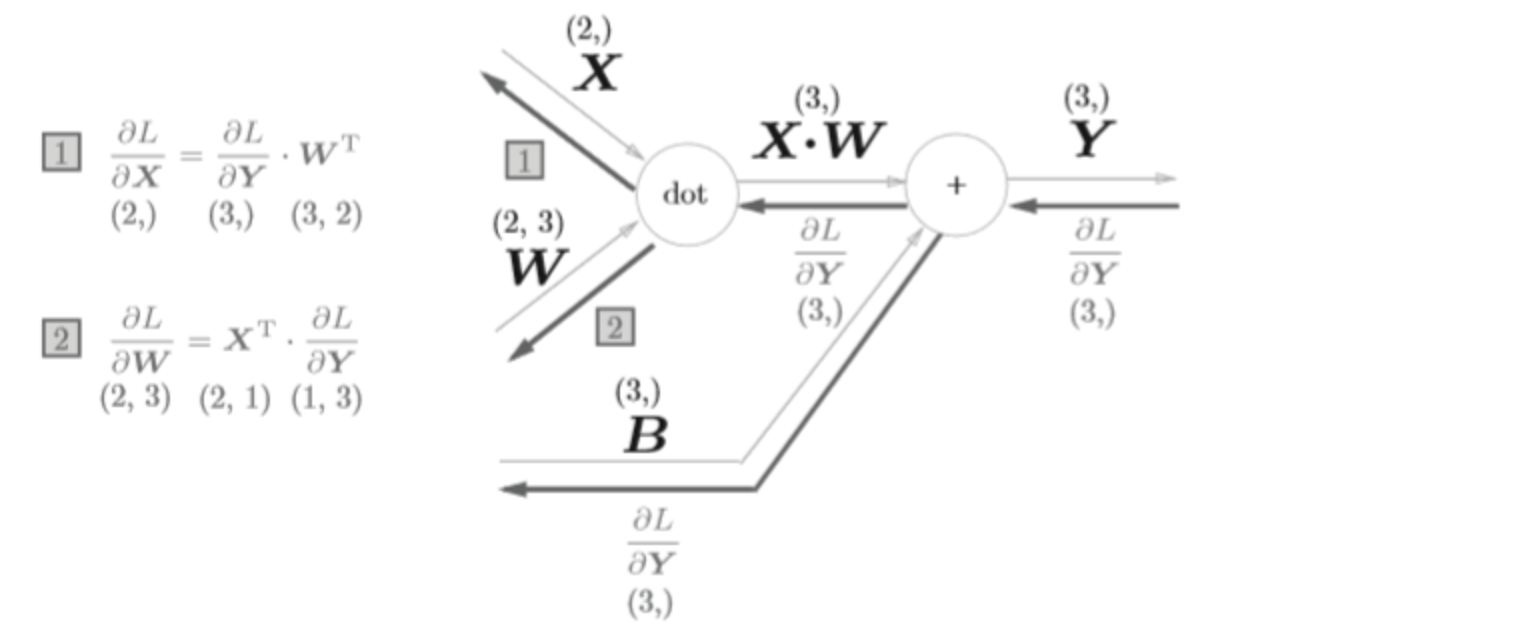 1 ∂L/∂X = ∂L/∂Y · W^T
(2,) (3,) (3, 2)
2 ∂L/∂W = X^T · ∂L/∂Y
(2, 3) (2, 1) (1, 3)
(2,)
X
1
(2, 3)
W
2
dot
(3,)
X·W
∂L/∂Y
(3,)
+
(3,)
Y
∂L/∂Y
(3,)
(3,)
B
∂L/∂Y
(3,)